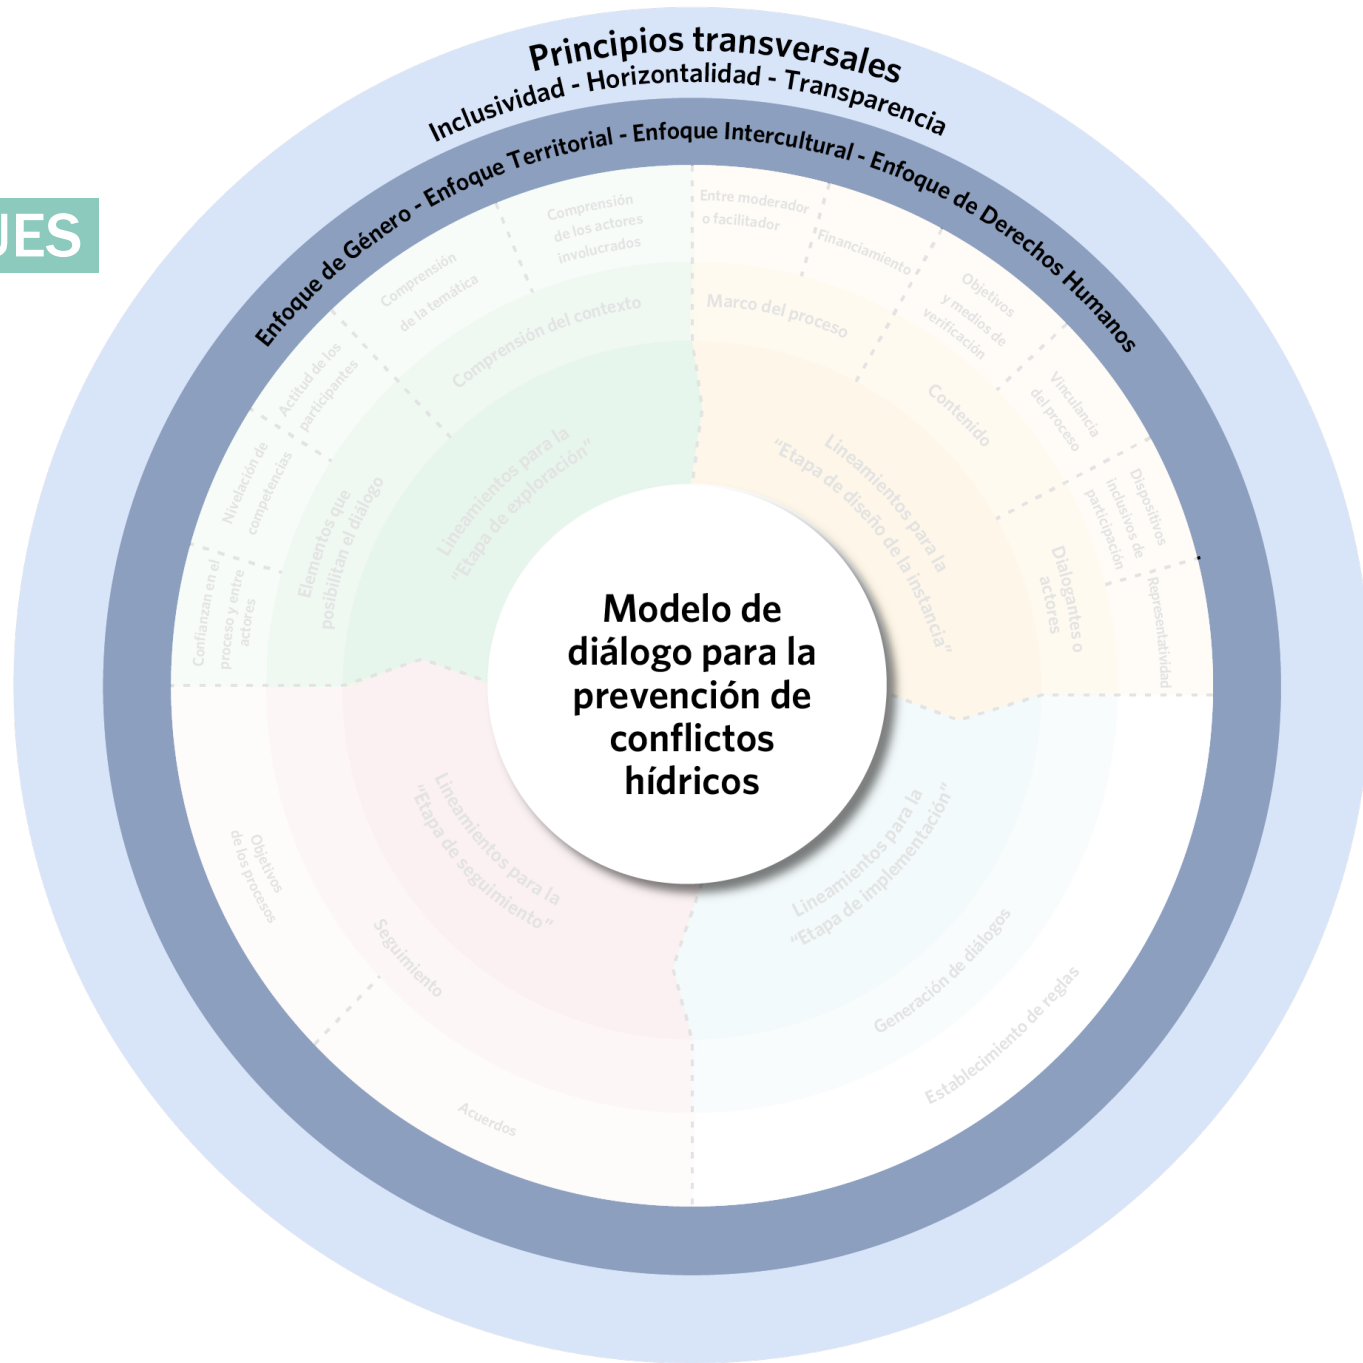 Principios transversales
Inclusividad - Horizontalidad - Transparencia
Enfoque de Género - Enfoque Territorial - Enfoque Intercultural - Enfoque de Derechos Humanos
UES
Comprensión
de los actores
involucrados
Comprensión
de la temática
Actitud de los
participantes
Nivelación de
competencias
Confianzan en el
proceso y entre
actores
Comprensión del contexto
Elementos que
posibilitan el diálogo
Lineamientos para la
“Etapa de exploración”
Entre moderador
o facilitador
Financiamiento
Objetivos
y medios de
verificación
Vinculancia
del proceso
Dispositivos
inclusivos de
participación
Representatividad
Marco del proceso
Contenido
Dialogantes o
actores
Lineamientos para la
“Etapa de diseño de la instancia”
Modelo de
diálogo para la
prevención de
conflictos
hídricos
Lineamientos para la
“Etapa de implementación”
Generación de diálogos
Establecimiento de reglas
Lineamientos para la
“Etapa de seguimiento”
Seguimiento
Objetivos
de los procesos
Acuerdos